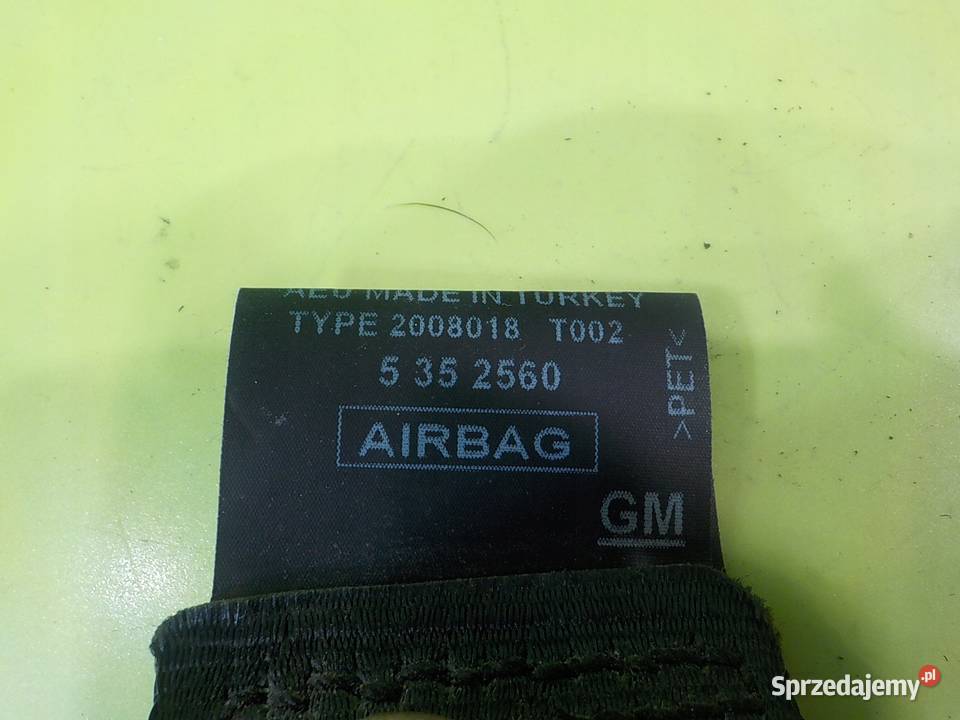 MADE IN TURKEY
TYPE 2008018 T002
5 35 2560
>PET<
AIRBAG
GM
Sprzedajemy.pl